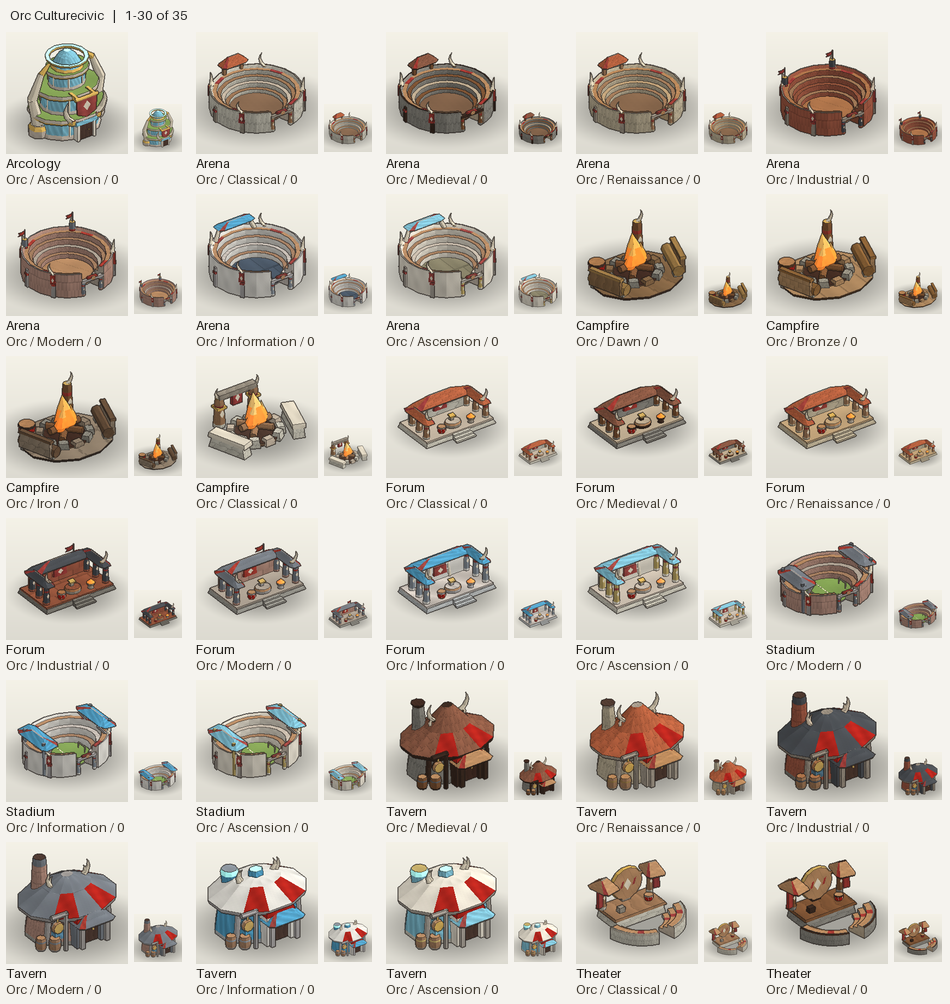 Orc Culturecivic | 1-30 of 35
Arcology
Orc / Ascension / 0
Arena
Orc / Classical / 0
Arena
Orc / Medieval / 0
Arena
Orc / Renaissance / 0
Arena
Orc / Industrial / 0
Arena
Orc / Modern / 0
Arena
Orc / Information / 0
Arena
Orc / Ascension / 0
Campfire
Orc / Dawn / 0
Campfire
Orc / Bronze / 0
Campfire
Orc / Iron / 0
Campfire
Orc / Classical / 0
Forum
Orc / Classical / 0
Forum
Orc / Medieval / 0
Forum
Orc / Renaissance / 0
Forum
Orc / Industrial / 0
Forum
Orc / Modern / 0
Forum
Orc / Information / 0
Forum
Orc / Ascension / 0
Stadium
Orc / Modern / 0
Stadium
Orc / Information / 0
Stadium
Orc / Ascension / 0
Tavern
Orc / Medieval / 0
Tavern
Orc / Renaissance / 0
Tavern
Orc / Industrial / 0
Tavern
Orc / Modern / 0
Tavern
Orc / Information / 0
Tavern
Orc / Ascension / 0
Theater
Orc / Classical / 0
Theater
Orc / Medieval / 0